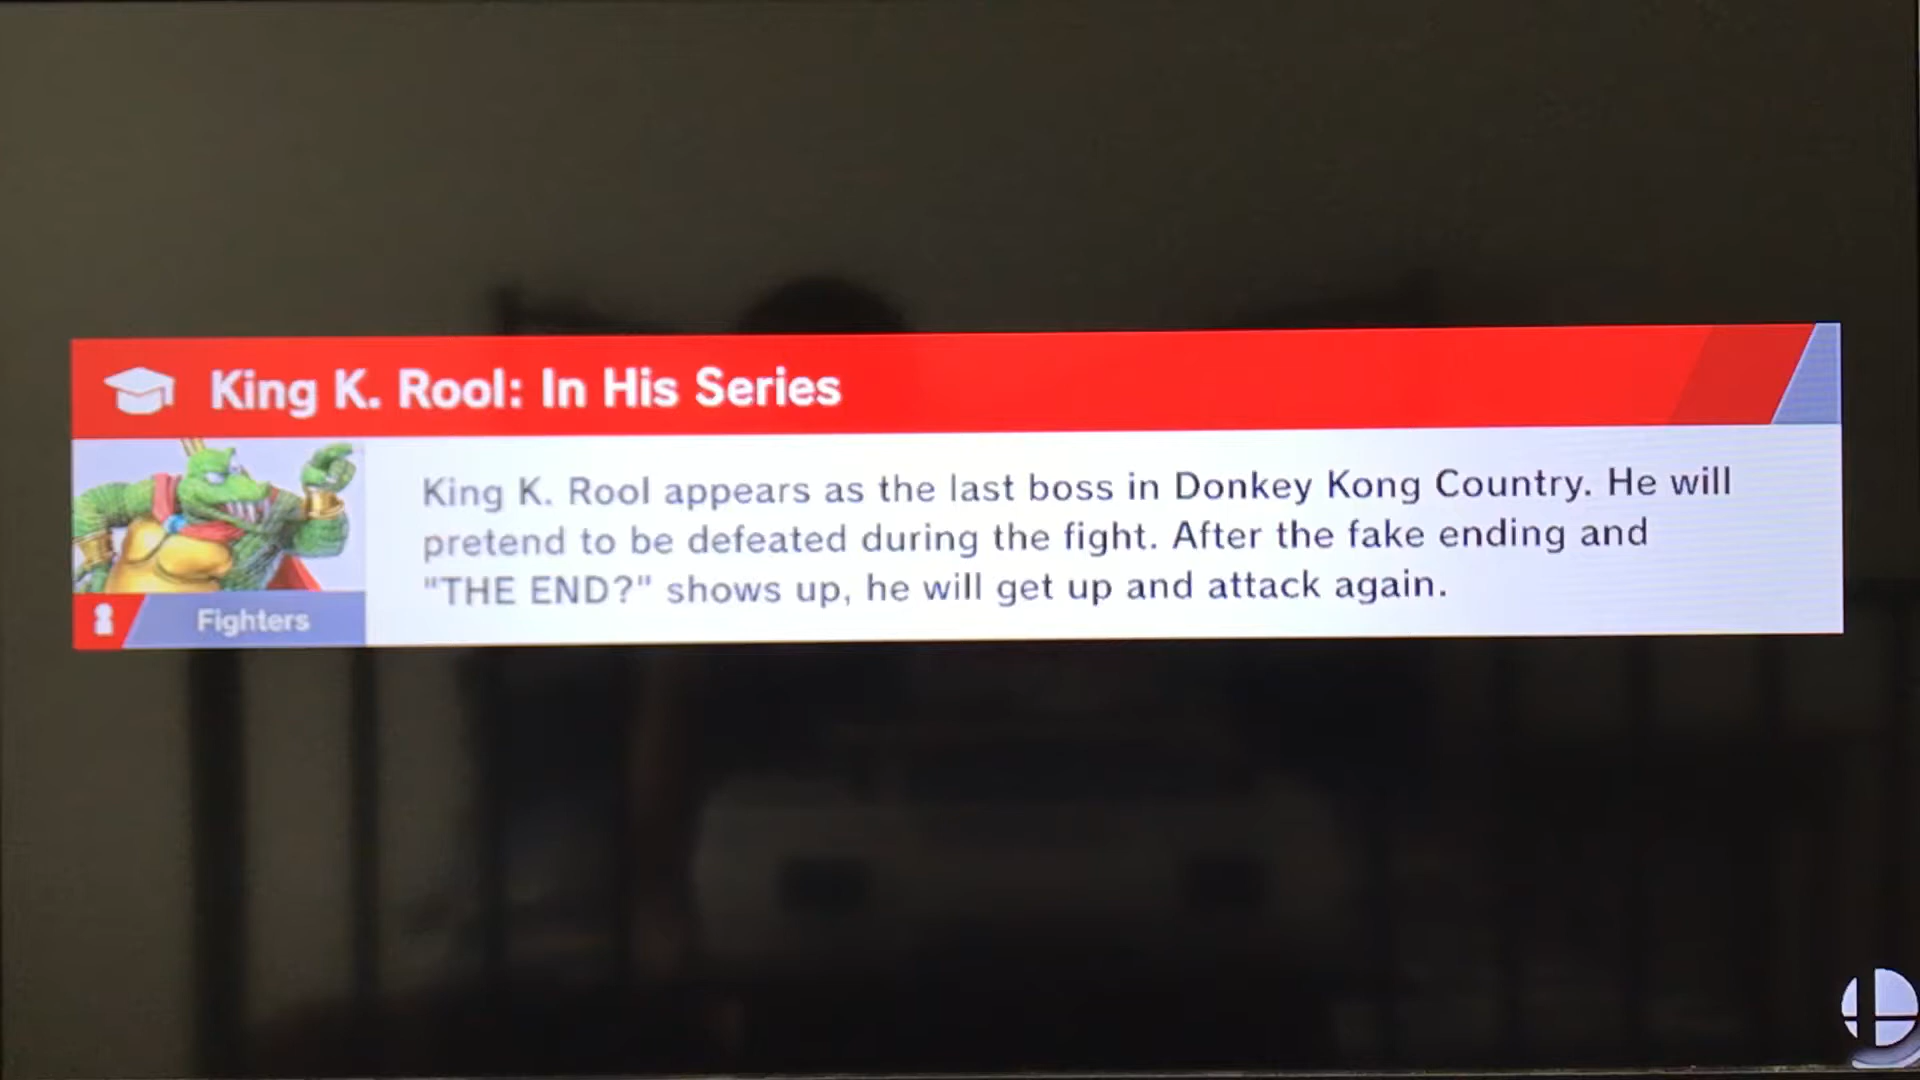 King K. Rool: In His Series
King K. Rool appears as the last boss in Donkey Kong Country. He will
pretend to be defeated during the fight. After the fake ending and
"THE END?" shows up, he will get up and attack again.
Fighters